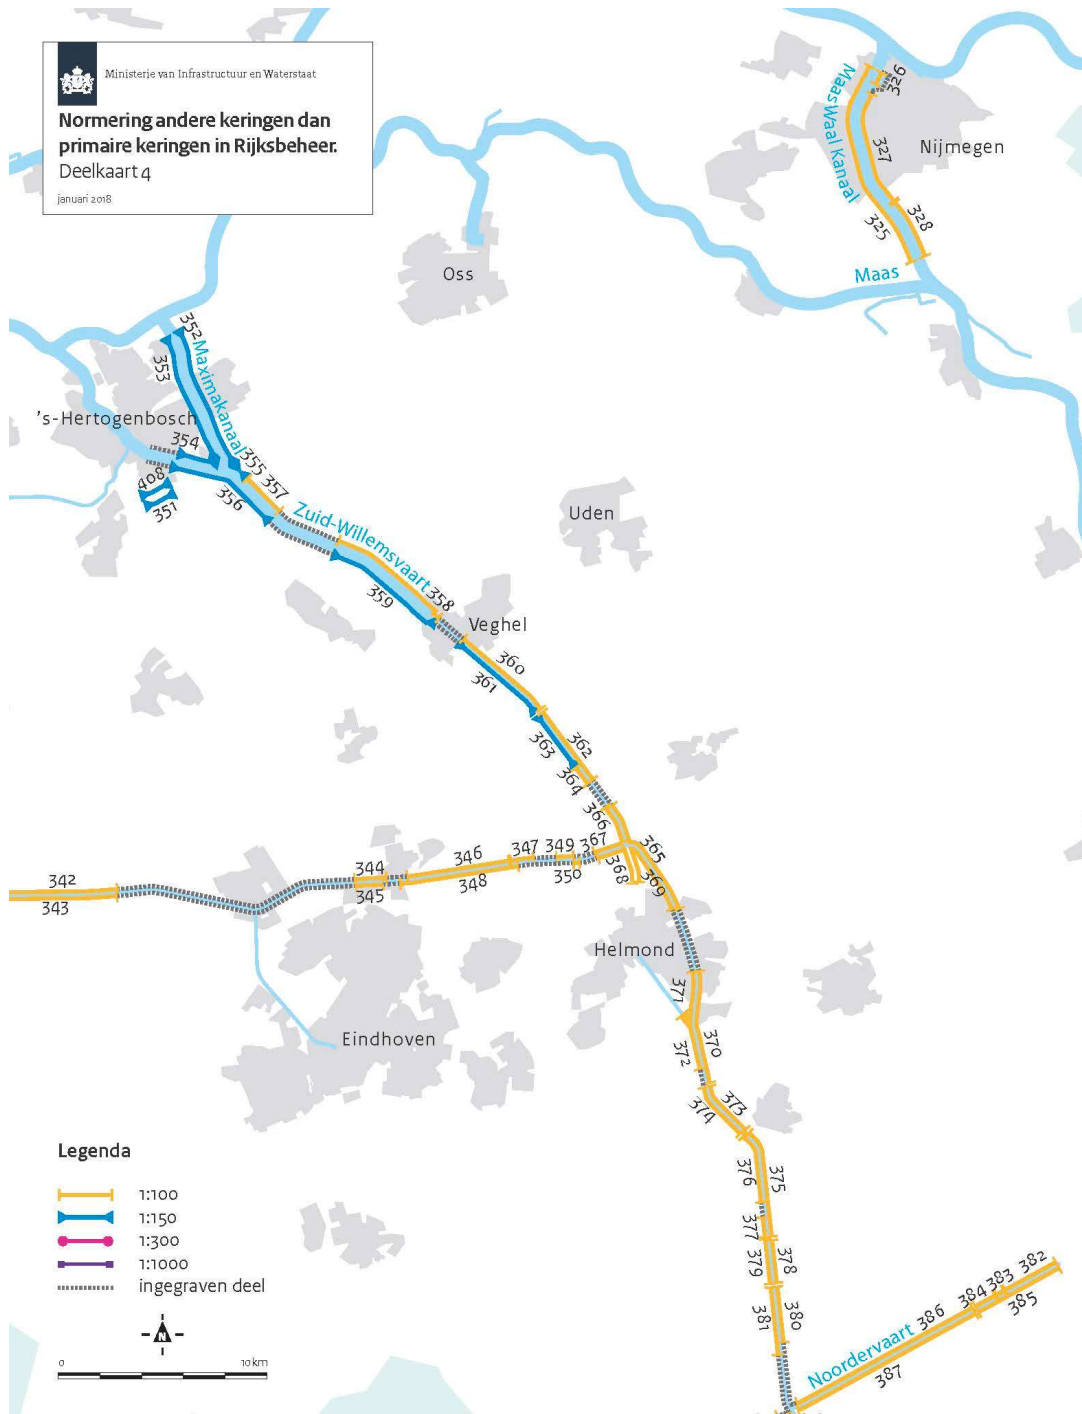 Ministerie van Infrastructuur en Waterstaat
Normering andere keringen dan
primaire keringen in Rijksbeheer.
Deelkaart 4
januari 2018
326
MaasWaal Kanaal
327
Nijmegen
328
325
Maas
Oss
352
353
Maximakanaal
's-Hertogenbosch
354
355
357
408
351
356
Zuid-Willemsvaart
Uden
359
358
Veghel
360
361
362
363
364
366
365
367
349
347
346
344
350
368
369
348
345
342
343
Helmond
371
370
372
Eindhoven
373
374
376
375
377
378
379
380
381
382
383
384
385
386
Noordervaart
387
Legenda
1:100
1:150
1:300
1:1000
ingegraven deel
N
0
10 km